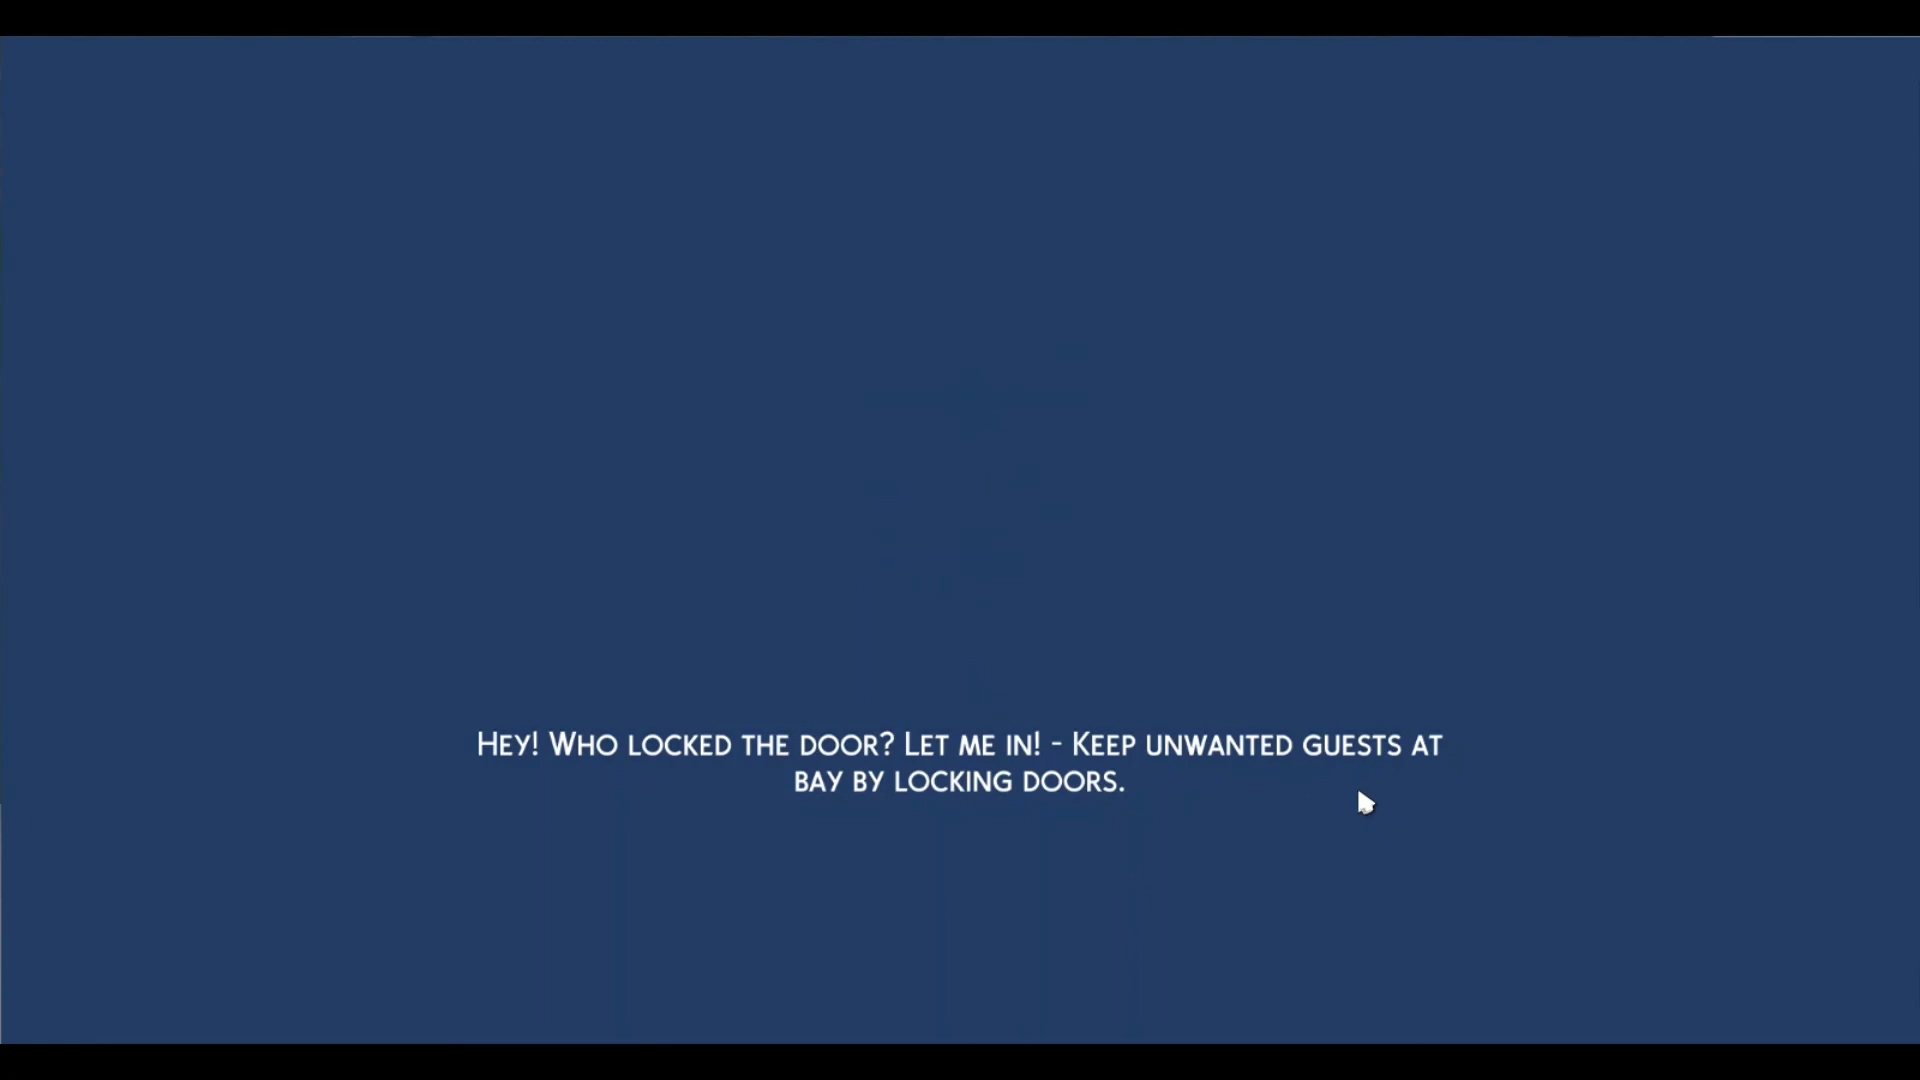 Hey! Who locked the door? Let me in! - Keep unwanted guests at
bay by locking doors.